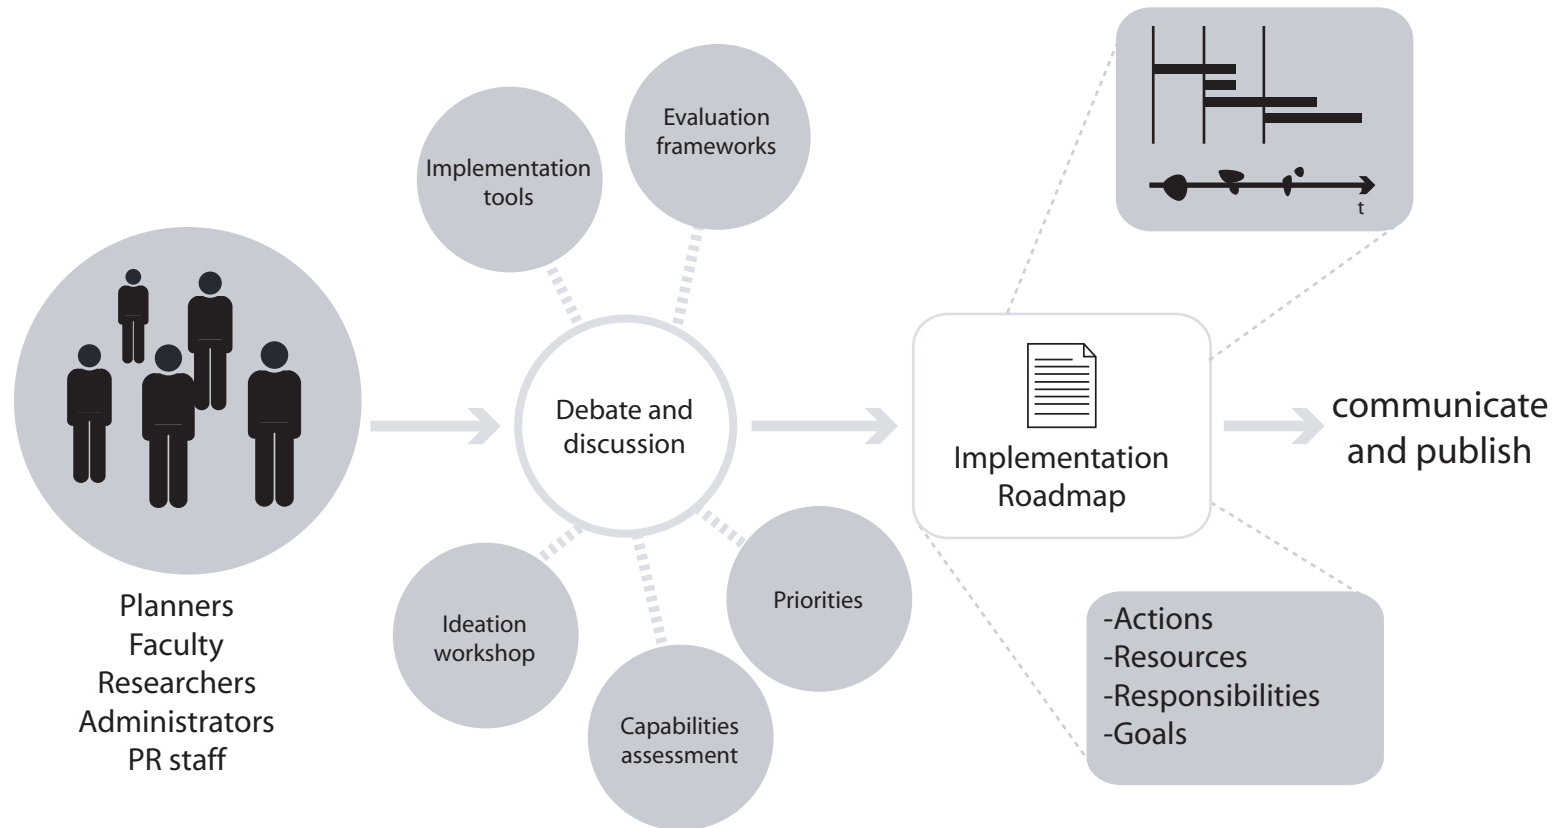 Planners
Faculty
Researchers
Administrators
PR staff
Implementation
tools
Evaluation
frameworks
Debate and
discussion
Ideation
workshop
Capabilities
assessment
Priorities
t
Implementation
Roadmap
-Actions
-Resources
-Responsibilities
-Goals
communicate
and publish